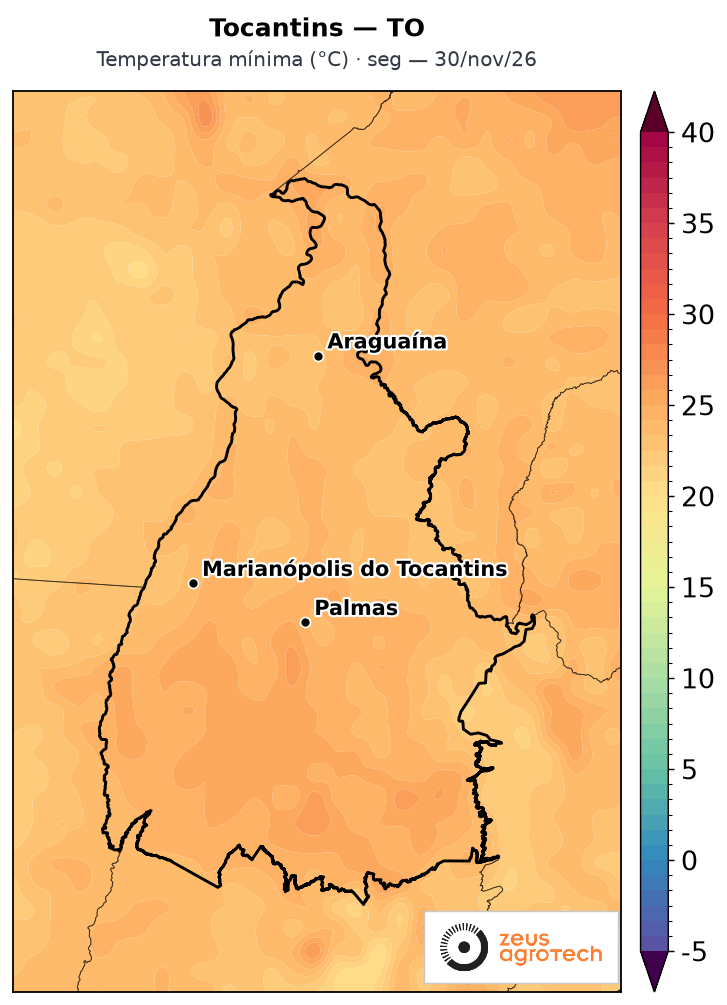 Tocantins — TO
Temperatura mínima (°C) · seg — 30/nov/26
40
35
30
25
20
15
10
5
0
-5
Araguaína
Marianópolis do Tocantins
Palmas
zeus
agrotech